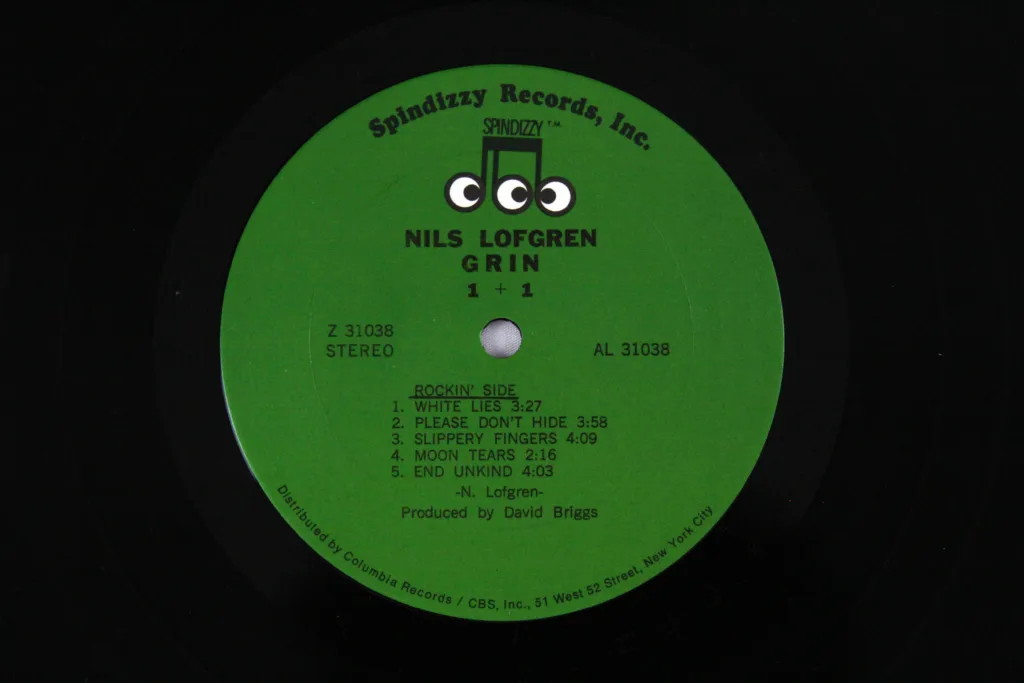 Spindizzy Records, Inc.
SPINDIZZY T.M.
NILS LOFGREN
GRIN
1 + 1
Z 31038
STEREO
AL 31038
ROCKIN' SIDE
1. WHITE LIES 3:27
2. PLEASE DON'T HIDE 3:58
3. SLIPPERY FINGERS 4:09
4. MOON TEARS 2:16
5. END UNKIND 4:03
-N. Lofgren-
Produced by David Briggs
Distributed by Columbia Records / CBS, Inc., 51 West 52 Street, New York City